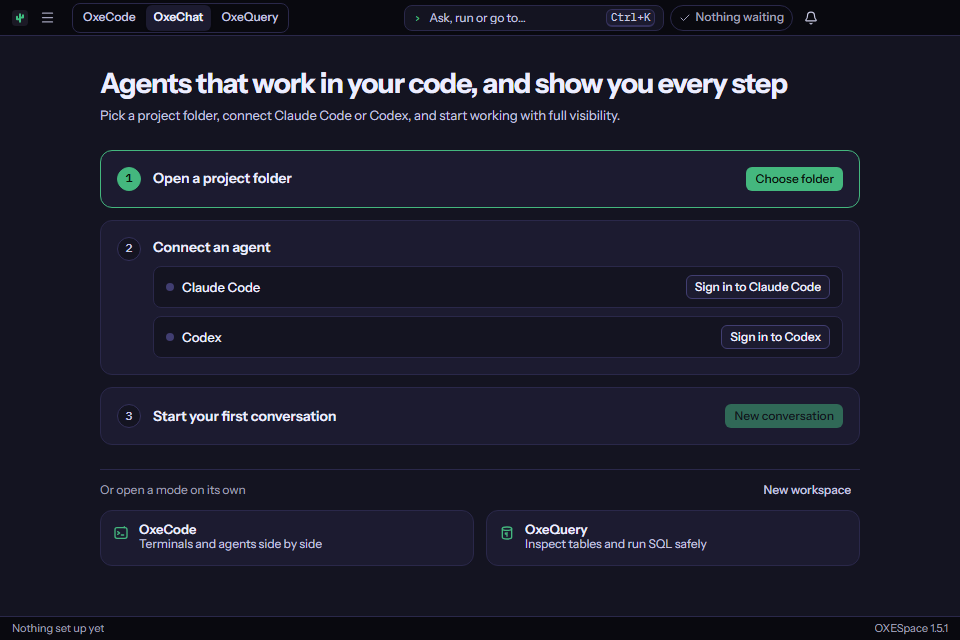 OxeCode OxeChat OxeQuery
Ask, run or go to... Ctrl+K
Nothing waiting
Agents that work in your code, and show you every step
Pick a project folder, connect Claude Code or Codex, and start working with full visibility.
1 Open a project folder Choose folder
2 Connect an agent
Claude Code Sign in to Claude Code
Codex Sign in to Codex
3 Start your first conversation New conversation
Or open a mode on its own New workspace
OxeCode
Terminals and agents side by side
OxeQuery
Inspect tables and run SQL safely
Nothing set up yet OXESpace 1.5.1